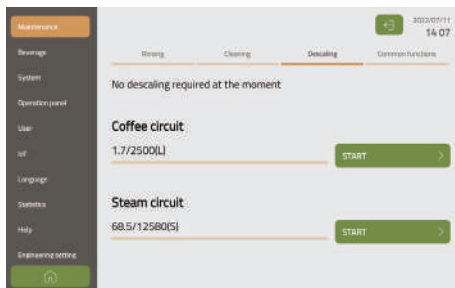 Maintenance
Beverage
System
Operation panel
User
IoT
Language
Statistics
Help
Engineering setting
2022/07/11
14 07
Rinsing
Cleaning
Descaling
Common functions
No descaling required at the moment
Coffee circuit
1.7/2500(L)
START
Steam circuit
68.5/12580(S)
START